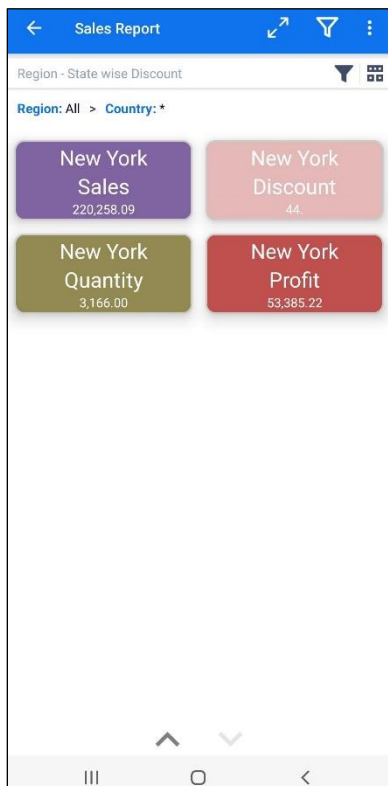 Sales Report
Region - State wise Discount
Region: All > Country: *
New York
Sales
220,258.09
New York
Discount
44.
New York
Quantity
3,166.00
New York
Profit
53,385.22